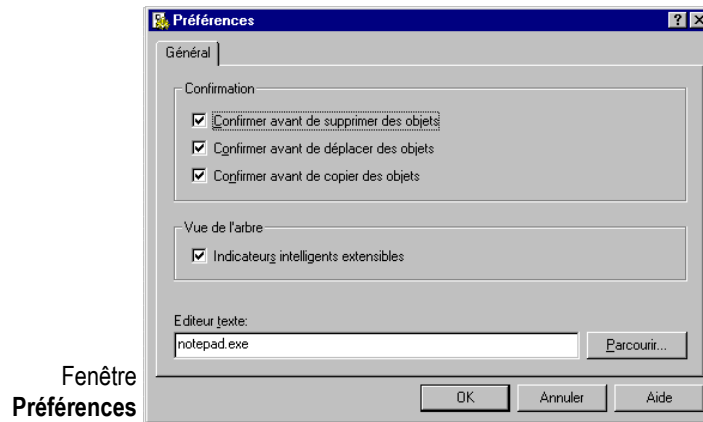 Préférences
Général
Confirmation
Confirmer avant de supprimer des objets
Confirmer avant de déplacer des objets
Confirmer avant de copier des objets
Vue de l'arbre
Indicateurs intelligents extensibles
Editeur texte:
notepad.exe
Parcourir...
OK
Annuler
Aide
Fenêtre
Préférences